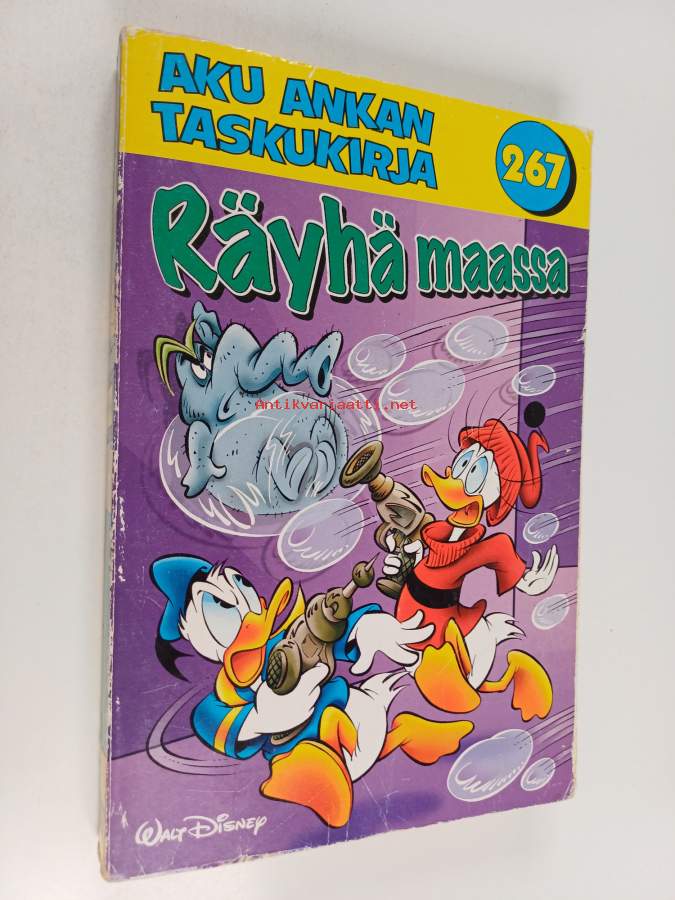 AKU ANKAN
TASKUKIRJA
267
Räyhä maassa
Antikvariaatti.net
WALT DISNEY